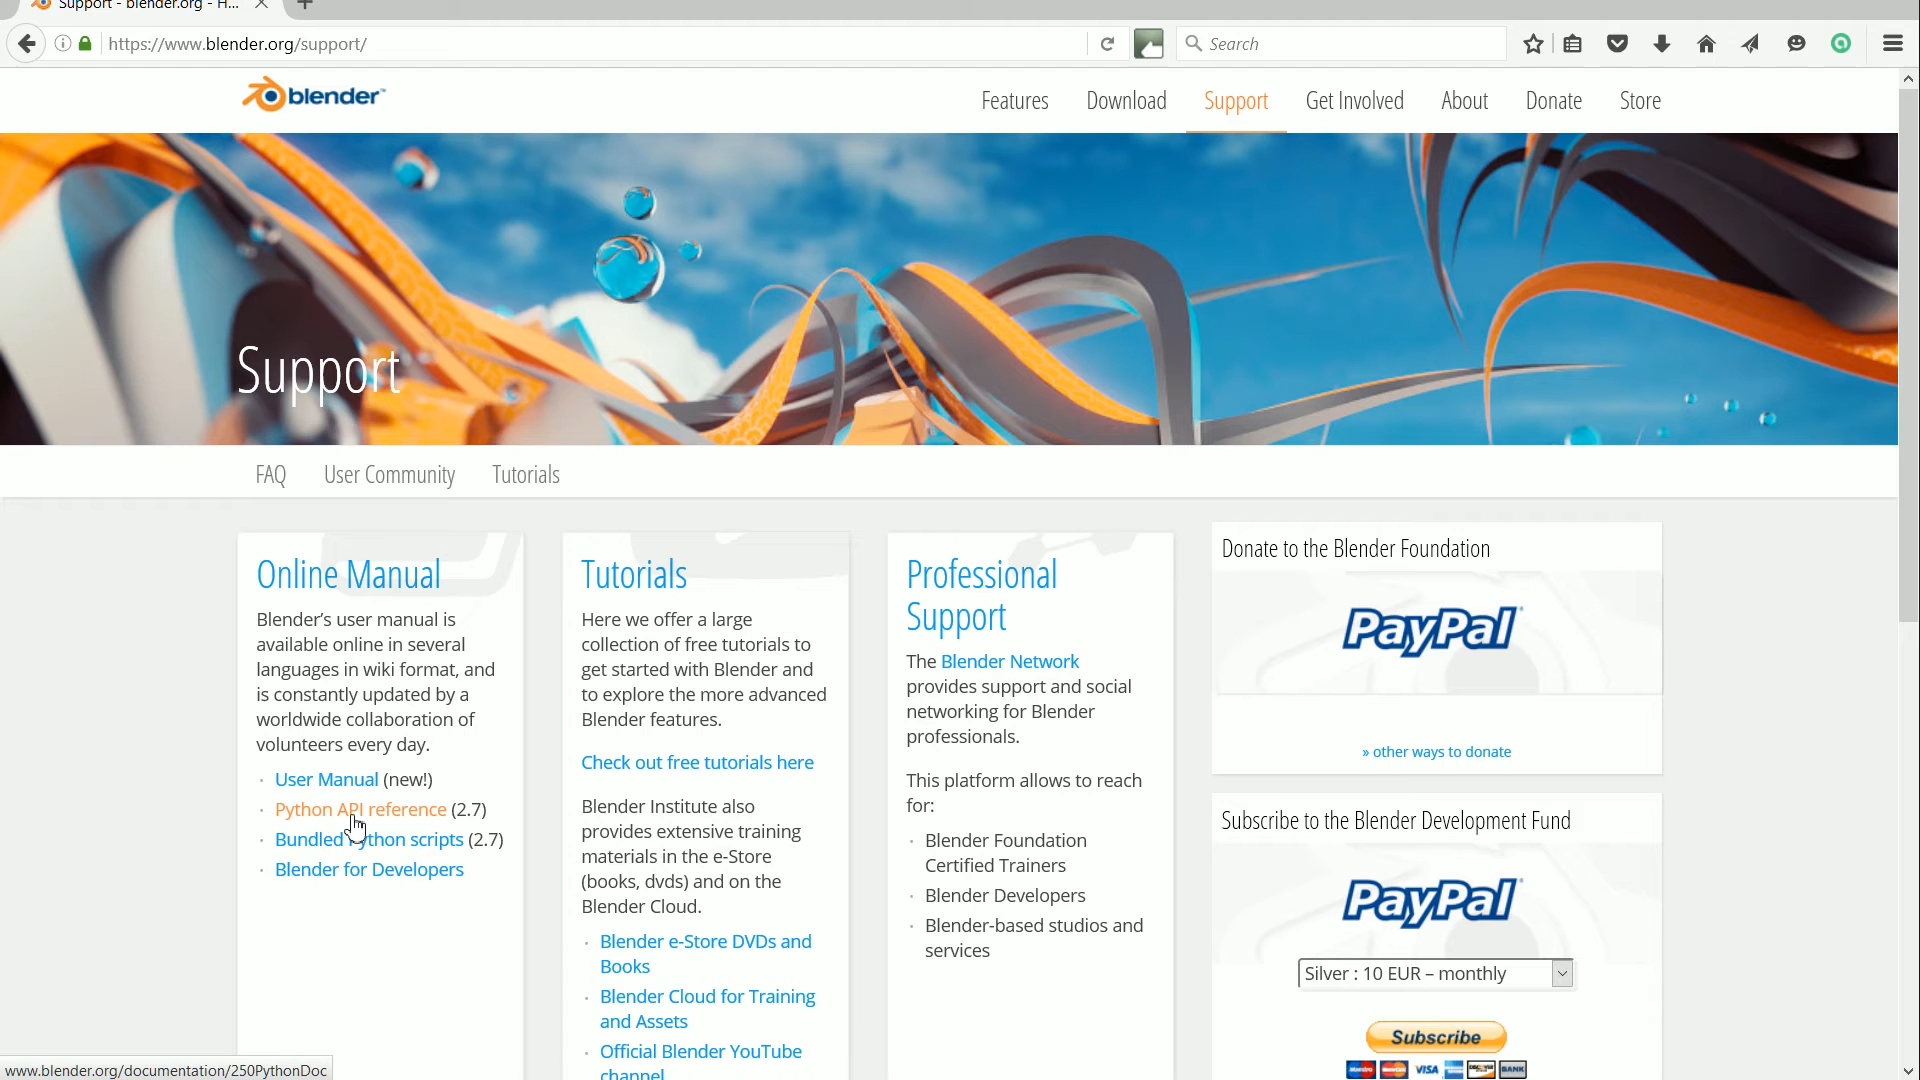 Support - blender.org - H...
https://www.blender.org/support/
Search
blender™
Features
Download
Support
Get Involved
About
Donate
Store
Support
FAQ
User Community
Tutorials
Online Manual
Blender's user manual is
available online in several
languages in wiki format, and
is constantly updated by a
worldwide collaboration of
volunteers every day.
· User Manual (new!)
· Python API reference (2.7)
· Bundled Python scripts (2.7)
· Blender for Developers
Tutorials
Here we offer a large
collection of free tutorials to
get started with Blender and
to explore the more advanced
Blender features.
Check out free tutorials here
Blender Institute also
provides extensive training
materials in the e-Store
(books, dvds) and on the
Blender Cloud.
· Blender e-Store DVDs and
Books
· Blender Cloud for Training
and Assets
· Official Blender YouTube
channel
Professional
Support
The Blender Network
provides support and social
networking for Blender
professionals.
This platform allows to reach
for:
· Blender Foundation
Certified Trainers
· Blender Developers
· Blender-based studios and
services
Donate to the Blender Foundation
PayPal
» other ways to donate
Subscribe to the Blender Development Fund
PayPal
Silver : 10 EUR – monthly
Subscribe
VISA
BANK
www.blender.org/documentation/250PythonDoc